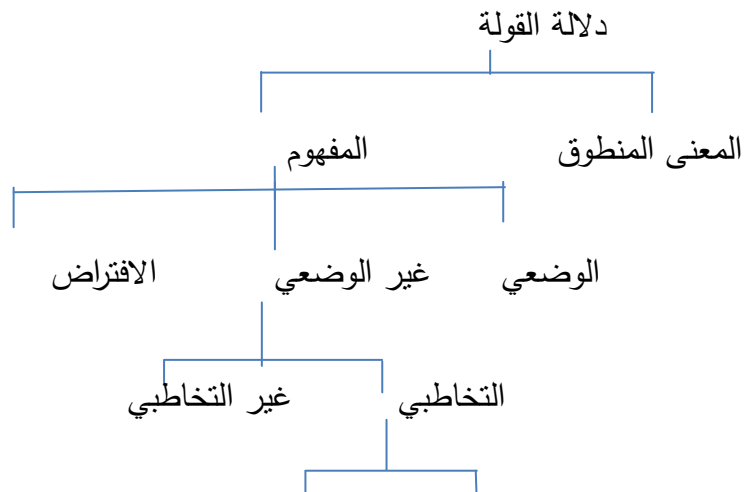 دلالة القولة
المعنى المنطوق المفهوم
الوضعي غير الوضعي الافتراض
التخاطبي غير التخاطبي